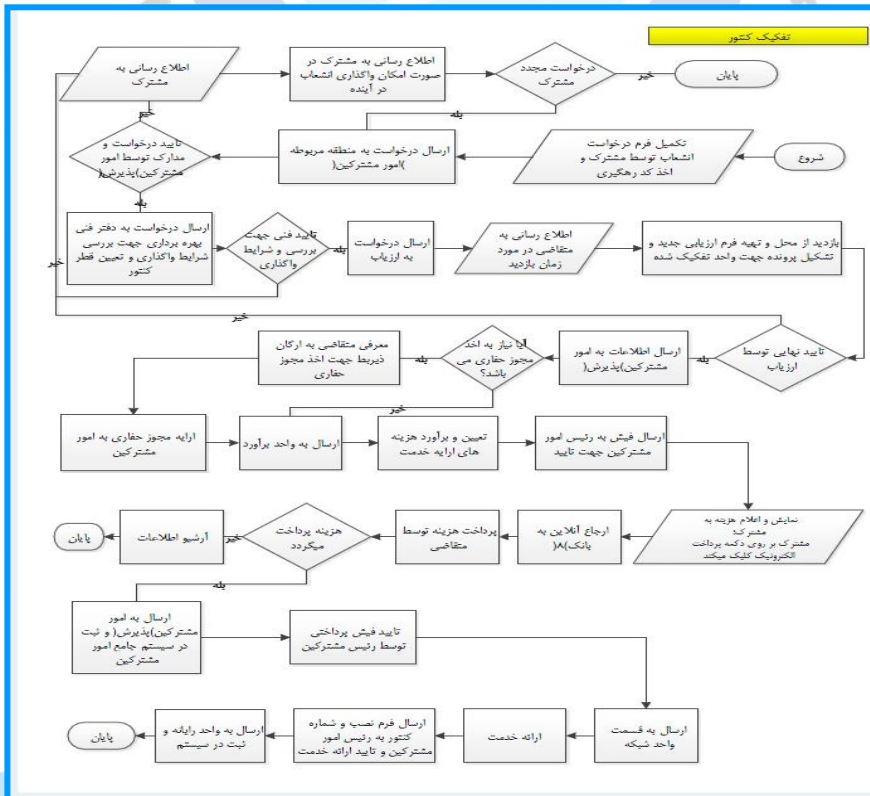 تفکیک کنتور
شروع
تکمیل فرم درخواست
انشعاب توسط مشترک و
اخذ کد رهگیری
ارسال درخواست به منطقه مربوطه
)امور مشترکین(
تایید درخواست و
مدارک توسط امور
مشترکین)پذیرش(
خیر
اطلاع رسانی به
مشترک
اطلاع رسانی به مشترک در
صورت امکان واگذاری انشعاب
در آینده
درخواست مجدد
مشترک
خیر
پایان
بله
بله
ارسال درخواست به دفتر فنی
بهره برداری جهت بررسی
شرایط واگذاری و تعیین قطر
کنتور
تایید فنی جهت
بررسی و شرایط
واگذاری
خیر
بله
ارسال درخواست
به ارزیاب
اطلاع رسانی به
متقاضی در مورد
زمان بازدید
بازدید از محل و تهیه فرم ارزیابی جدید و
تشکیل پرونده جهت واحد تفکیک شده
خیر
تایید نهایی توسط
ارزیاب
بله
ارسال اطلاعات به امور
مشترکین)پذیرش(
آیا نیاز به اخذ
مجوز حفاری می
باشد؟
بله
معرفی متقاضی به ارکان
ذیربط جهت اخذ مجوز
حفاری
خیر
ارایه مجوز حفاری به امور
مشترکین
ارسال به واحد برآورد
تعیین و برآورد هزینه
های ارایه خدمت
ارسال فیش به رئیس امور
مشترکین جهت تایید
نمایش و اعلام هزینه به
مشترک؛
مشترک بر روی دکمه پرداخت
الکترونیک کلیک میکند
ارجاع آنلاین به
بانک)۸(
پرداخت هزینه توسط
متقاضی
هزینه پرداخت
میگردد
خیر
آرشیو اطلاعات
پایان
بله
ارسال به امور
مشترکین)پذیرش( و ثبت
در سیستم جامع امور
مشترکین
تایید فیش پرداختی
توسط رئیس مشترکین
ارسال به قسمت
واحد شبکه
ارائه خدمت
ارسال فرم نصب و شماره
کنتور به رئیس امور
مشترکین و تایید ارائه خدمت
ارسال به واحد رایانه و
ثبت در سیستم
پایان